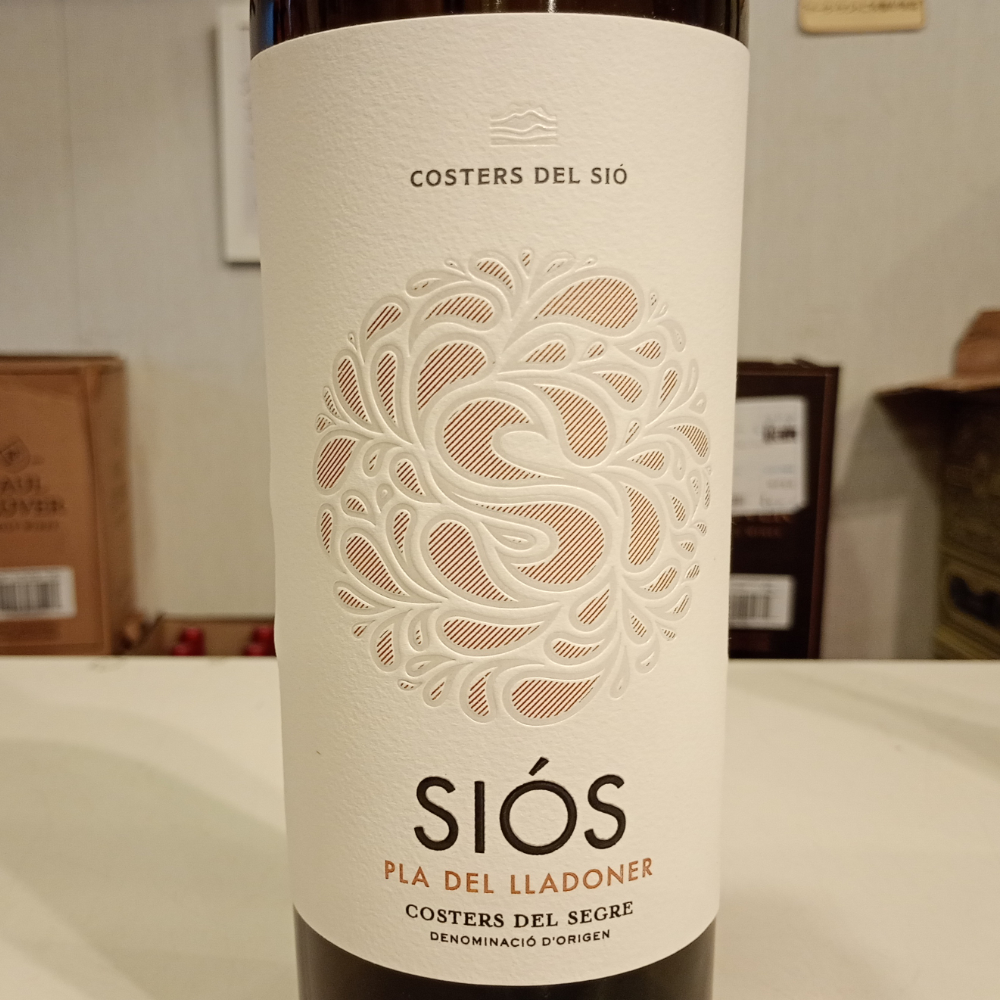 COSTERS DEL SIÓ
SIÓS
PLA DEL LLADONER
COSTERS DEL SEGRE
DENOMINACIÓ D'ORIGEN